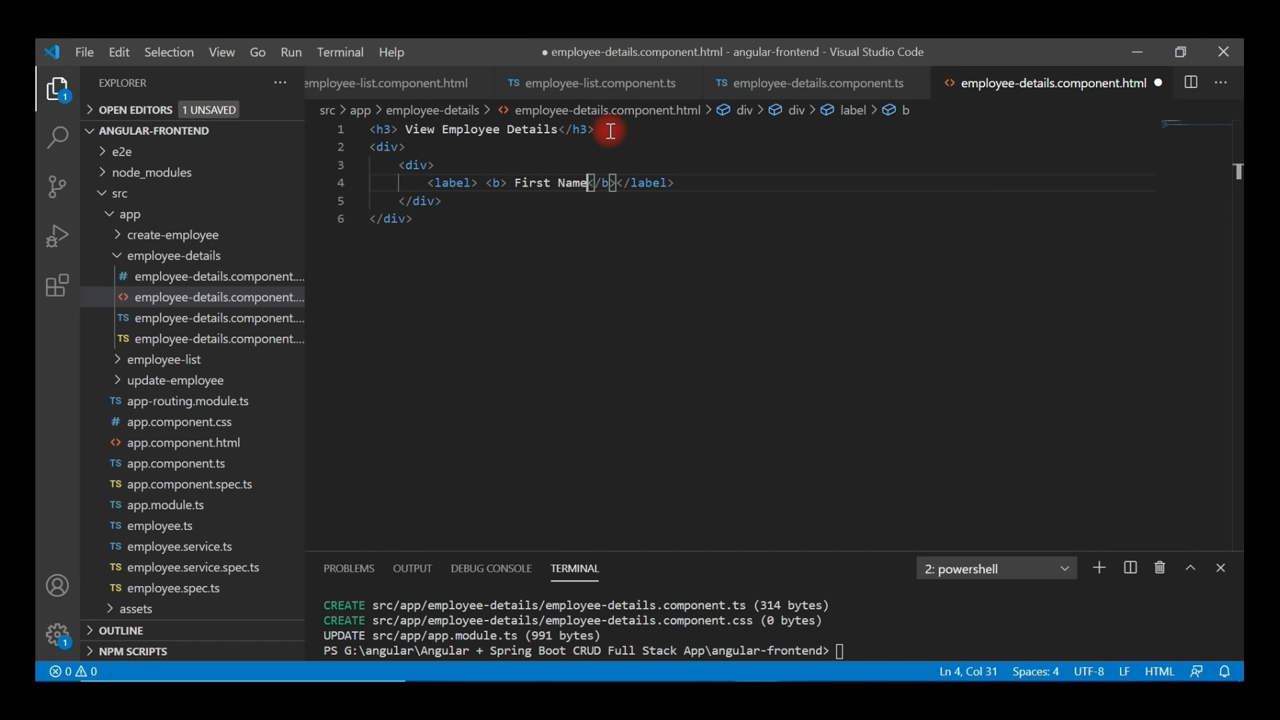 File Edit Selection View Go Run Terminal Help
● employee-details.component.html - angular-frontend - Visual Studio Code
EXPLORER
employee-list.component.html
employee-list.component.ts
employee-details.component.ts
employee-details.component.html
OPEN EDITORS 1 UNSAVED
src > app > employee-details > employee-details.component.html > div > div > label > b
ANGULAR-FRONTEND
e2e
node_modules
src
app
create-employee
employee-details
employee-details.component....
employee-details.component....
employee-details.component....
employee-details.component....
employee-list
update-employee
app-routing.module.ts
app.component.css
app.component.html
app.component.ts
app.component.spec.ts
app.module.ts
employee.ts
employee.service.ts
employee.service.spec.ts
employee.spec.ts
assets
OUTLINE
NPM SCRIPTS
1 <h3> View Employee Details</h3>
2 <div>
3 <div>
4 <label> <b> First Name</b></label>
5 </div>
6 </div>
PROBLEMS OUTPUT DEBUG CONSOLE TERMINAL
2: powershell
CREATE src/app/employee-details/employee-details.component.ts (314 bytes)
CREATE src/app/employee-details/employee-details.component.css (0 bytes)
UPDATE src/app/app.module.ts (991 bytes)
PS G:\angular\Angular + Spring Boot CRUD Full Stack App\angular-frontend>
0 0
Ln 4, Col 31 Spaces: 4 UTF-8 LF HTML